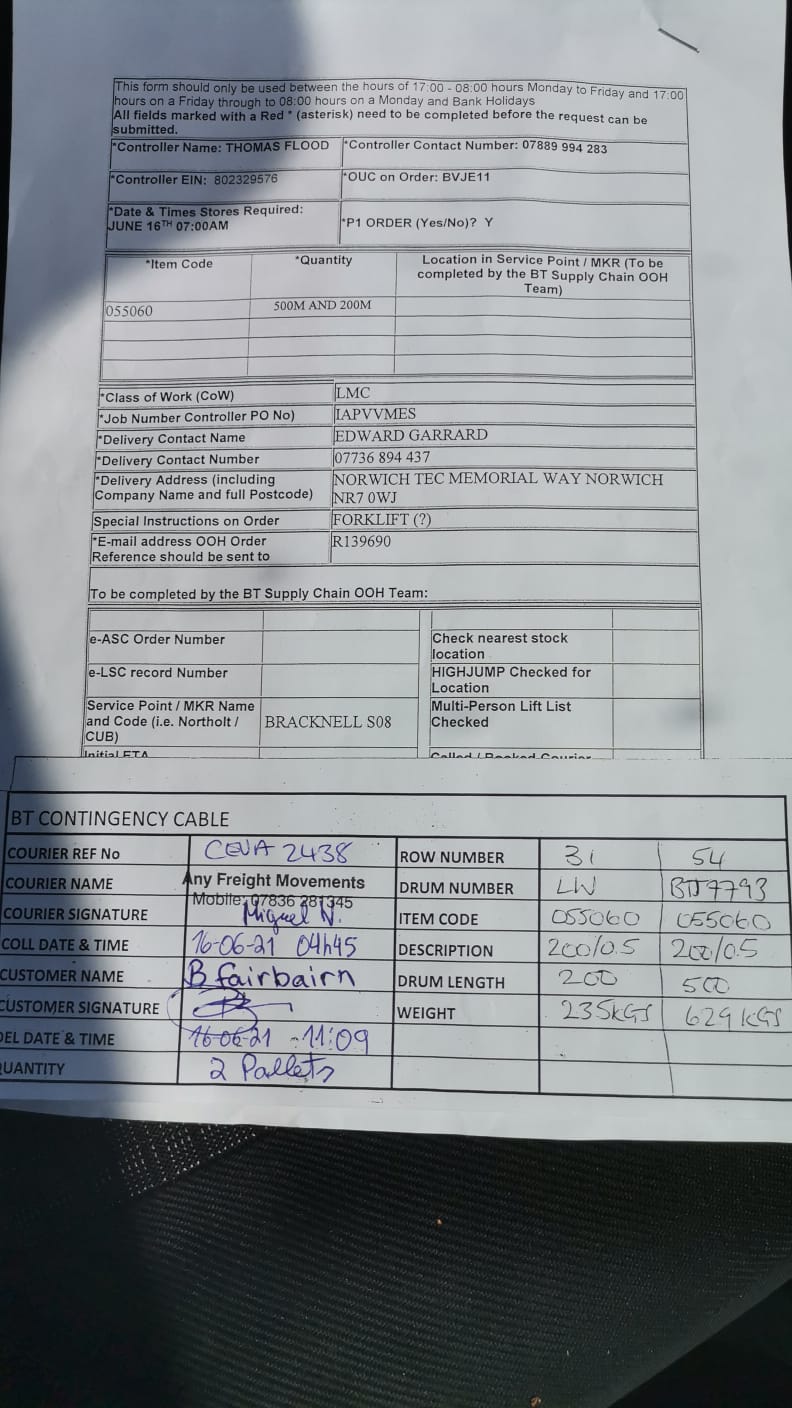 This form should only be used between the hours of 17:00 - 08:00 hours Monday to Friday and 17:00
hours on a Friday through to 08:00 hours on a Monday and Bank Holidays
All fields marked with a Red * (asterisk) need to be completed before the request can be
submitted.
*Controller Name: THOMAS FLOOD *Controller Contact Number: 07889 994 283
*Controller EIN: 802329576 *OUC on Order: BVJE11
*Date & Times Stores Required:
JUNE 16TH 07:00AM *P1 ORDER (Yes/No)? Y
*Item Code *Quantity Location in Service Point / MKR (To be
completed by the BT Supply Chain OOH
Team)
055060 500M AND 200M
*Class of Work (CoW) LMC
*Job Number Controller PO No) IAPVVMES
*Delivery Contact Name EDWARD GARRARD
*Delivery Contact Number 07736 894 437
*Delivery Address (including NORWICH TEC MEMORIAL WAY NORWICH
Company Name and full Postcode) NR7 0WJ
Special Instructions on Order FORKLIFT (?)
*E-mail address OOH Order R139690
Reference should be sent to
To be completed by the BT Supply Chain OOH Team:
e-ASC Order Number Check nearest stock
location
e-LSC record Number HIGHJUMP Checked for
Location
Service Point / MKR Name Multi-Person Lift List
and Code (i.e. Northolt / BRACKNELL S08 Checked
CUB)
Initial ETA Called / Booked Courier
BT CONTINGENCY CABLE
COURIER REF No CEVA 2438 ROW NUMBER 31 54
COURIER NAME Any Freight Movements DRUM NUMBER LW
Mobile: 07836 281345
COURIER SIGNATURE Miguel N. ITEM CODE 055060 055060
COLL DATE & TIME 16-06-21 04h45 DESCRIPTION 200/0.5 200/0.5
CUSTOMER NAME B fairbairn DRUM LENGTH 200 500
CUSTOMER SIGNATURE WEIGHT 235KGS 629KGS
DEL DATE & TIME 16-06-21 -11:09
QUANTITY 2 Pallets